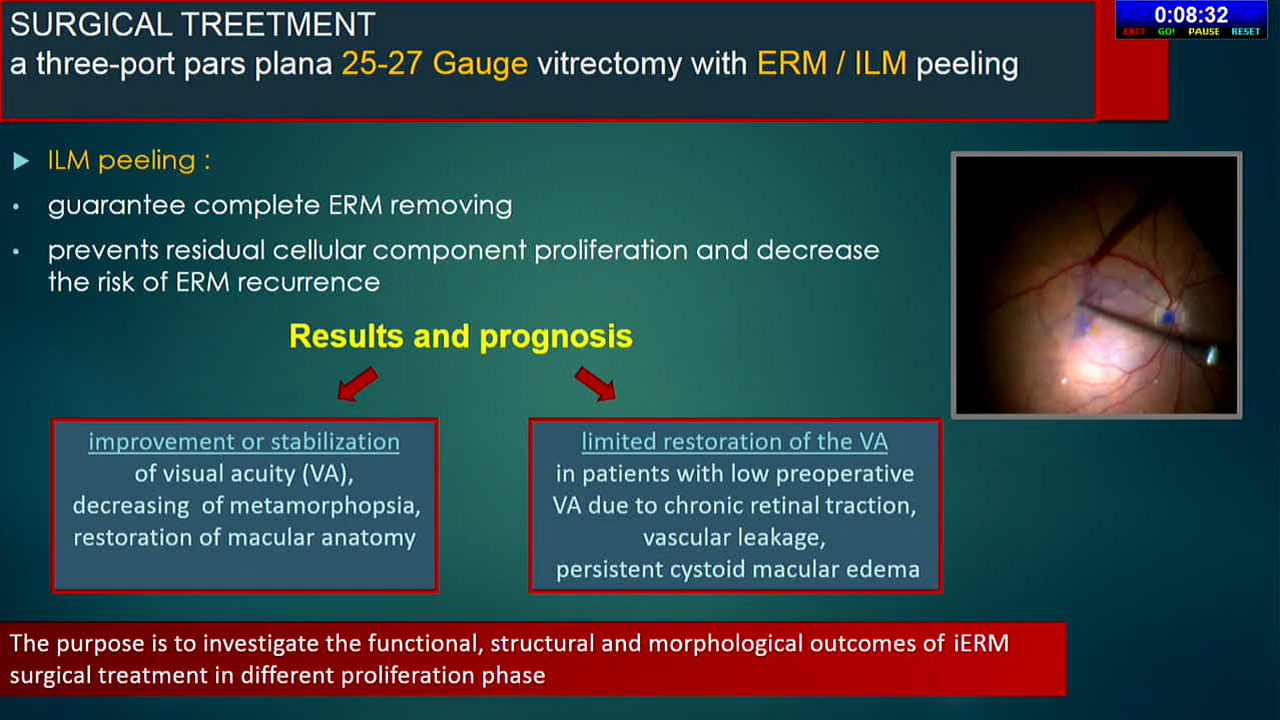 SURGICAL TREETMENT
a three-port pars plana 25-27 Gauge vitrectomy with ERM / ILM peeling
0:08:32
EXIT GO! PAUSE RESET
▶ ILM peeling :
• guarantee complete ERM removing
• prevents residual cellular component proliferation and decrease
the risk of ERM recurrence
Results and prognosis
improvement or stabilization
of visual acuity (VA),
decreasing of metamorphopsia,
restoration of macular anatomy
limited restoration of the VA
in patients with low preoperative
VA due to chronic retinal traction,
vascular leakage,
persistent cystoid macular edema
The purpose is to investigate the functional, structural and morphological outcomes of iERM
surgical treatment in different proliferation phase